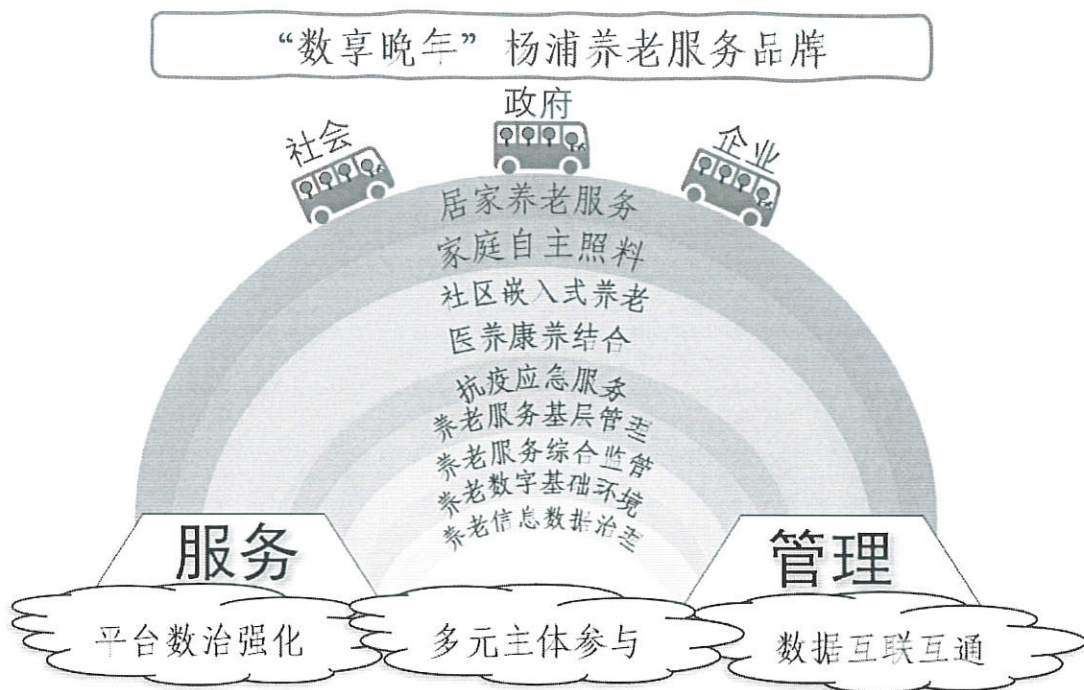 “数享晚年”杨浦养老服务品牌
政府
社会
企业
居家养老服务
家庭自主照料
社区嵌入式养老
医养康养结合
抗疫应急服务
养老服务基层管理
养老服务综合监管
养老数字基础环境
养老信息数据治理
服务
管理
平台数治强化
多元主体参与
数据互联互通